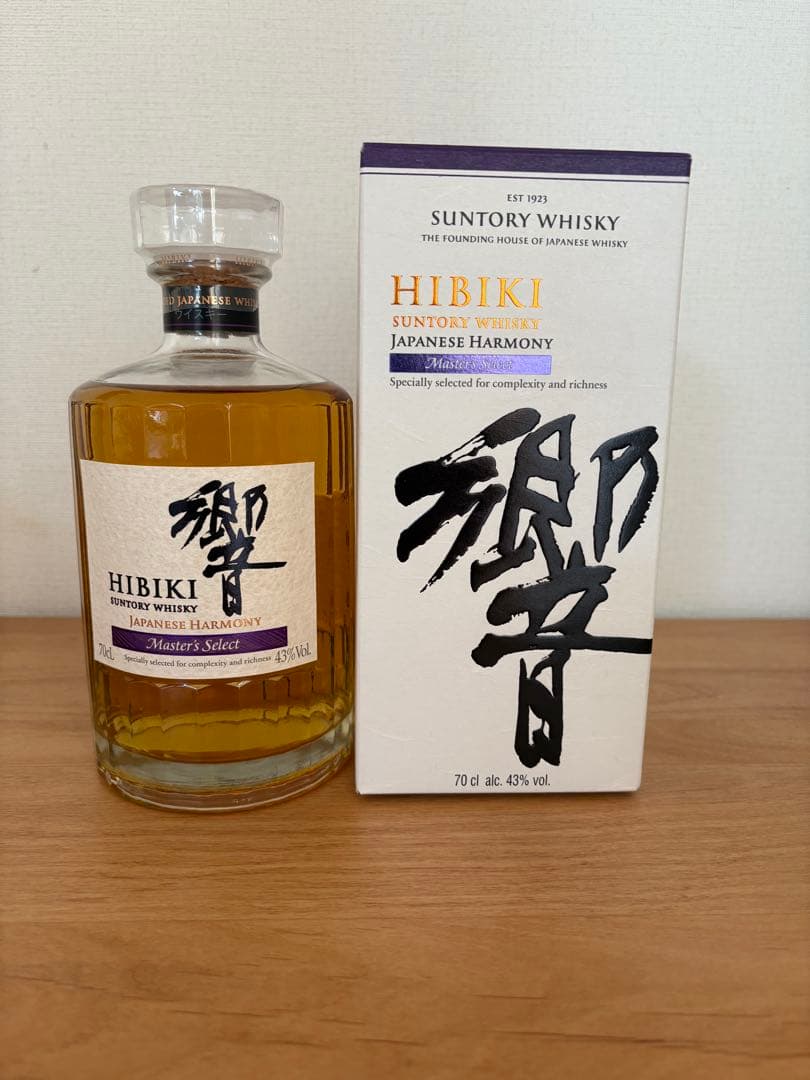 JAPANESE WHIS
ウイスキー
響
HIBIKI
SUNTORY WHISKY
JAPANESE HARMONY
Master's Select
70cL Specially selected for complexity and richness 43%Vol.
EST 1923
SUNTORY WHISKY
THE FOUNDING HOUSE OF JAPANESE WHISKY
HIBIKI
SUNTORY WHISKY
JAPANESE HARMONY
Master's Select
Specially selected for complexity and richness
響
70 cl alc. 43% vol.